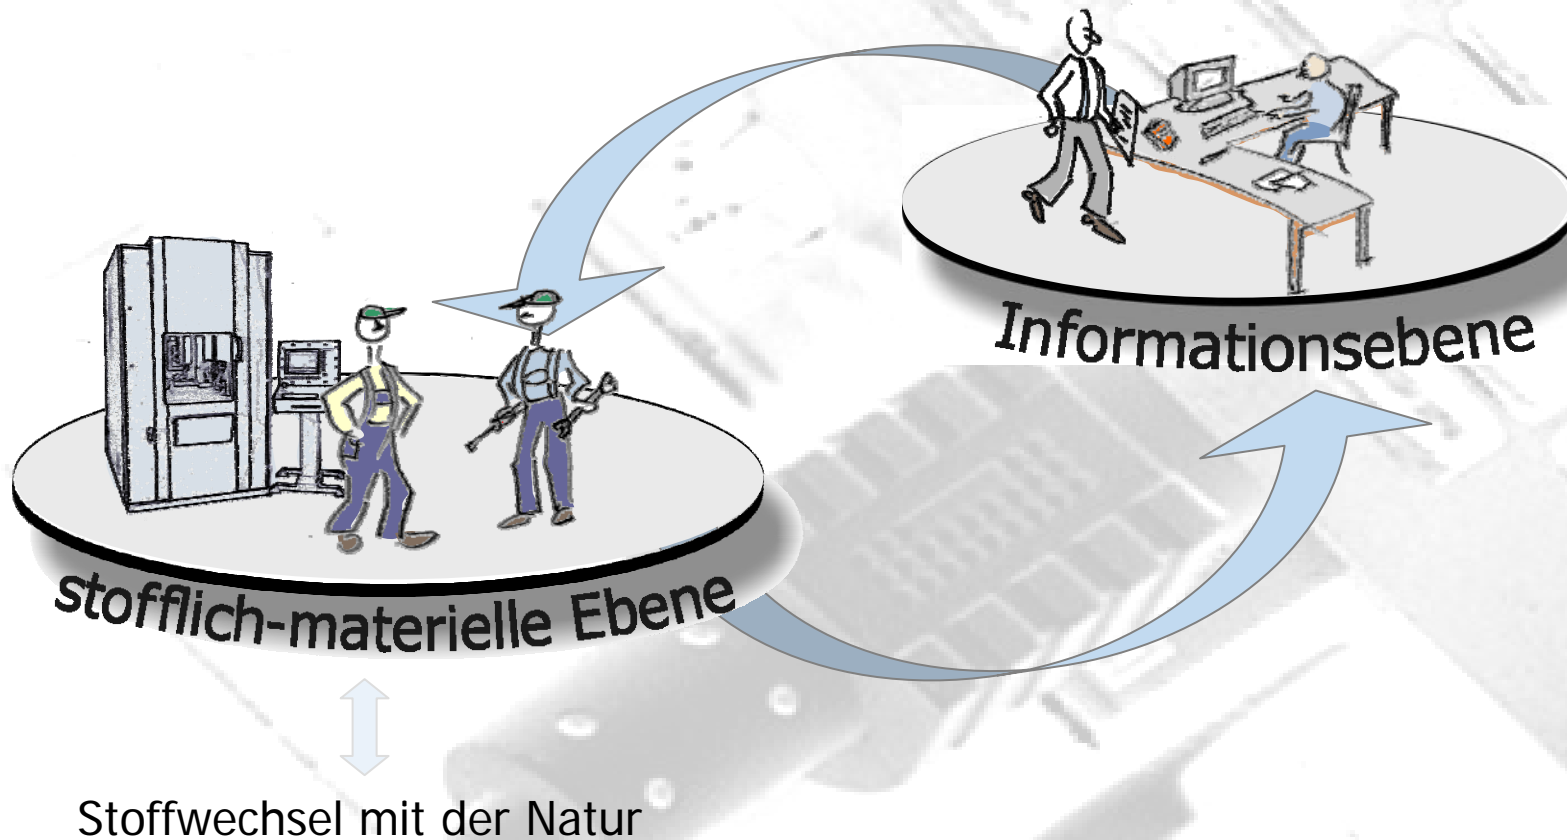 Informationsebene
stofflich-materielle Ebene
Stoffwechsel mit der Natur